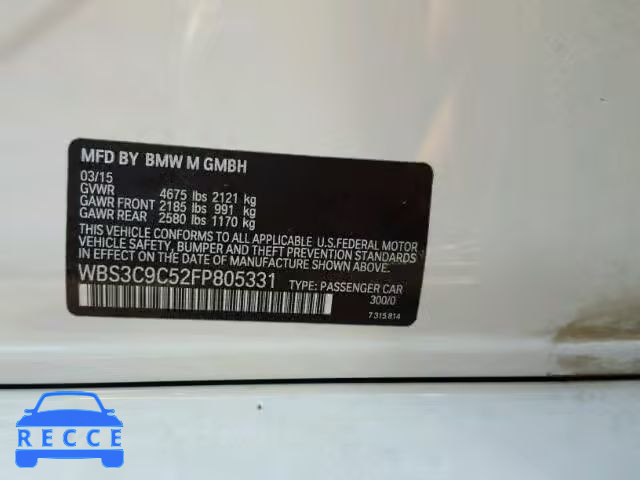 MFD BY BMW M GMBH
03/15
GVWR 4675 lbs 2121 kg
GAWR FRONT 2185 lbs 991 kg
GAWR REAR 2580 lbs 1170 kg
THIS VEHICLE CONFORMS TO ALL APPLICABLE U.S.FEDERAL MOTOR
VEHICLE SAFETY, BUMPER AND THEFT PREVENTION STANDARDS
IN EFFECT ON THE DATE OF MANUFACTURE SHOWN ABOVE.
WBS3C9C52FP805331 TYPE: PASSENGER CAR
300/0
7315814
RECCE